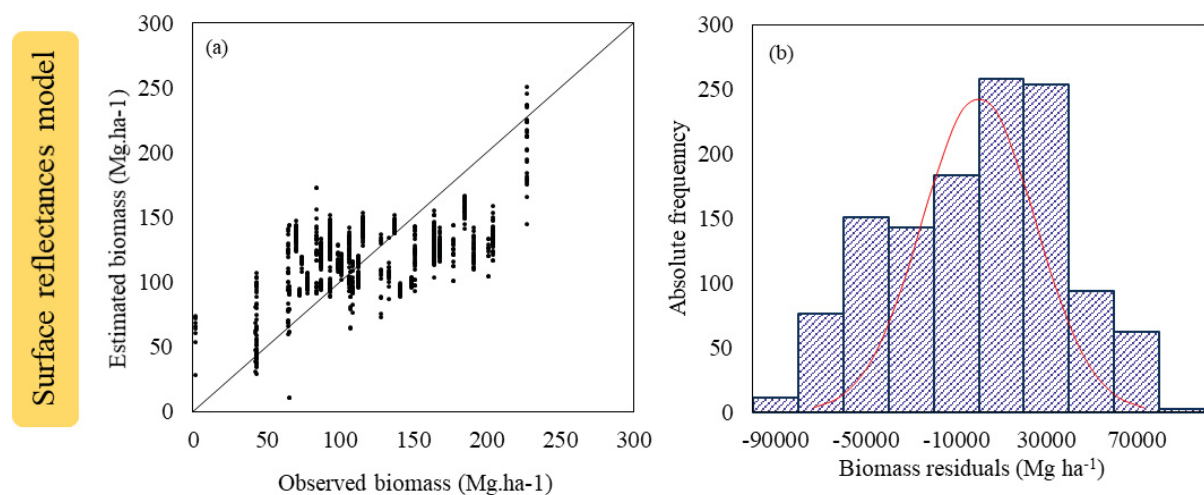 Surface reflectances model
(a)
Estimated biomass (Mg.ha-1)
300
250
200
150
100
50
0
0 50 100 150 200 250 300
Observed biomass (Mg.ha-1)
(b)
Absolute frequenncy
300
250
200
150
100
50
0
-90000 -50000 -10000 30000 70000
Biomass residuals (Mg ha⁻¹)